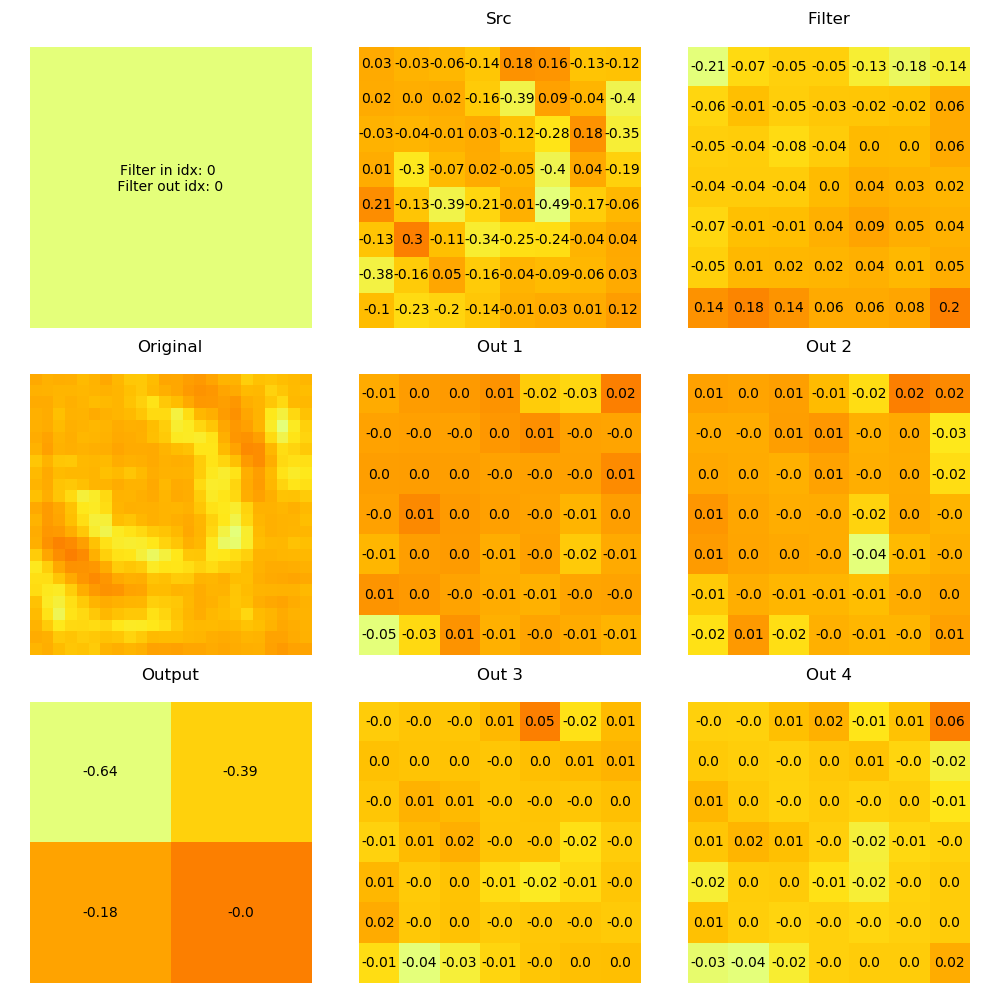 Src
Filter
Filter in idx: 0
Filter out idx: 0
0.03 -0.03 -0.06 -0.14 0.18 0.16 -0.13 -0.12
0.02 0.0 0.02 -0.16 -0.39 0.09 -0.04 -0.4
-0.03 -0.04 -0.01 0.03 -0.12 -0.28 0.18 -0.35
0.01 -0.3 -0.07 0.02 -0.05 -0.4 0.04 -0.19
0.21 -0.13 -0.39 -0.21 -0.01 -0.49 -0.17 -0.06
-0.13 0.3 -0.11 -0.34 -0.25 -0.24 -0.04 0.04
-0.38 -0.16 0.05 -0.16 -0.04 -0.09 -0.06 0.03
-0.1 -0.23 -0.2 -0.14 -0.01 0.03 0.01 0.12
-0.21 -0.07 -0.05 -0.05 -0.13 -0.18 -0.14
-0.06 -0.01 -0.05 -0.03 -0.02 -0.02 0.06
-0.05 -0.04 -0.08 -0.04 0.0 0.0 0.06
-0.04 -0.04 -0.04 0.0 0.04 0.03 0.02
-0.07 -0.01 -0.01 0.04 0.09 0.05 0.04
-0.05 0.01 0.02 0.02 0.04 0.01 0.05
0.14 0.18 0.14 0.06 0.06 0.08 0.2
Original
Out 1
Out 2
-0.01 0.0 0.0 0.01 -0.02 -0.03 0.02
-0.0 -0.0 -0.0 0.0 0.01 -0.0 -0.0
0.0 0.0 0.0 -0.0 -0.0 -0.0 0.01
-0.0 0.01 0.0 0.0 -0.0 -0.01 0.0
-0.01 0.0 0.0 -0.01 -0.0 -0.02 -0.01
0.01 0.0 -0.0 -0.01 -0.01 -0.0 -0.0
-0.05 -0.03 0.01 -0.01 -0.0 -0.01 -0.01
0.01 0.0 0.01 -0.01 -0.02 0.02 0.02
-0.0 -0.0 0.01 0.01 -0.0 0.0 -0.03
0.0 0.0 -0.0 0.01 -0.0 0.0 -0.02
0.01 0.0 -0.0 -0.0 -0.02 0.0 -0.0
0.01 0.0 0.0 -0.0 -0.04 -0.01 -0.0
-0.01 -0.0 -0.01 -0.01 -0.01 -0.0 0.0
-0.02 0.01 -0.02 -0.0 -0.01 -0.0 0.01
Output
Out 3
Out 4
-0.64 -0.39
-0.18 -0.0
-0.0 -0.0 -0.0 0.01 0.05 -0.02 0.01
0.0 0.0 0.0 -0.0 0.0 0.01 0.01
-0.0 0.01 0.01 -0.0 -0.0 -0.0 0.0
-0.01 0.01 0.02 -0.0 -0.0 -0.02 -0.0
0.01 -0.0 0.0 -0.01 -0.02 -0.01 -0.0
0.02 -0.0 0.0 -0.0 -0.0 -0.0 -0.0
-0.01 -0.04 -0.03 -0.01 -0.0 0.0 0.0
-0.0 -0.0 0.01 0.02 -0.01 0.01 0.06
0.0 0.0 -0.0 0.0 0.01 -0.0 -0.02
0.01 0.0 -0.0 0.0 -0.0 0.0 -0.01
0.01 0.02 0.01 -0.0 -0.02 -0.01 -0.0
-0.02 0.0 0.0 -0.01 -0.02 -0.0 0.0
0.01 0.0 -0.0 -0.0 -0.0 -0.0 0.0
-0.03 -0.04 -0.02 -0.0 0.0 0.0 0.02